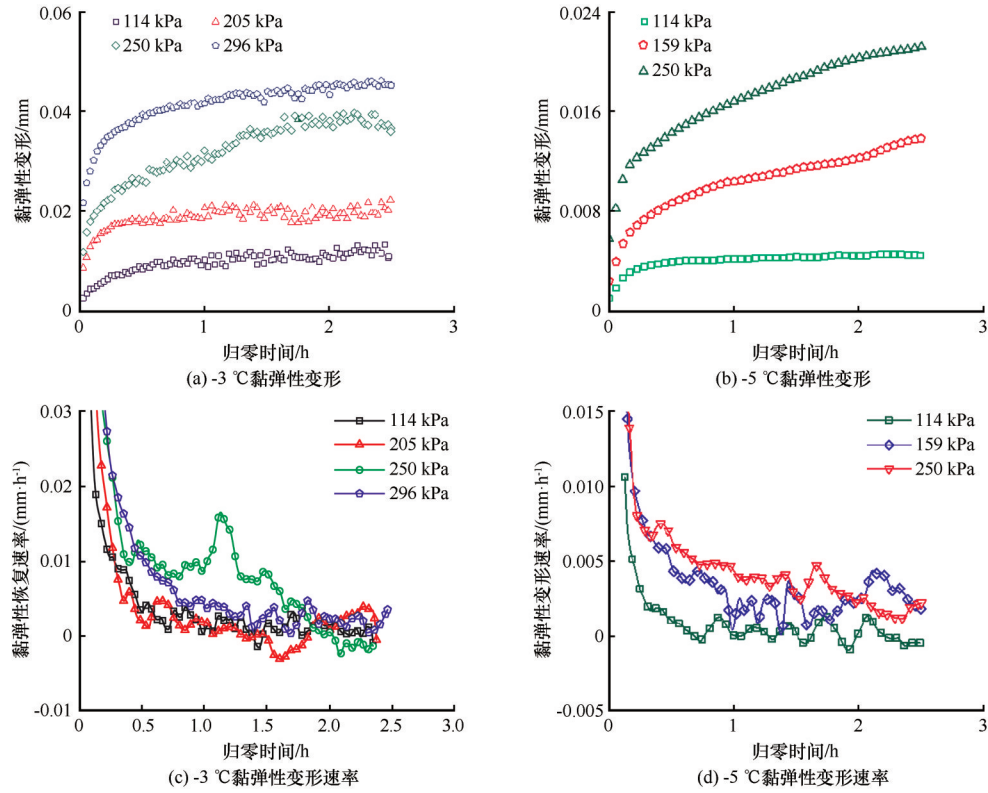 0.06
114 kPa 205 kPa
250 kPa 296 kPa
0.04
0.02
0
0 1 2 3
黏弹性变形/mm
归零时间/h
(a) -3 ℃黏弹性变形
0.024
114 kPa
159 kPa
250 kPa
0.016
0.008
0
0 1 2 3
黏弹性变形/mm
归零时间/h
(b) -5 ℃黏弹性变形
0.03
114 kPa
205 kPa
250 kPa
296 kPa
0.02
0.01
0
-0.01
0 0.5 1.0 1.5 2.0 2.5 3.0
黏弹性恢复速率/(mm·h⁻¹)
归零时间/h
(c) -3 ℃黏弹性变形速率
0.015
114 kPa
159 kPa
250 kPa
0.010
0.005
0
-0.005
0 1 2 3
黏弹性变形速率/(mm·h⁻¹)
归零时间/h
(d) -5 ℃黏弹性变形速率